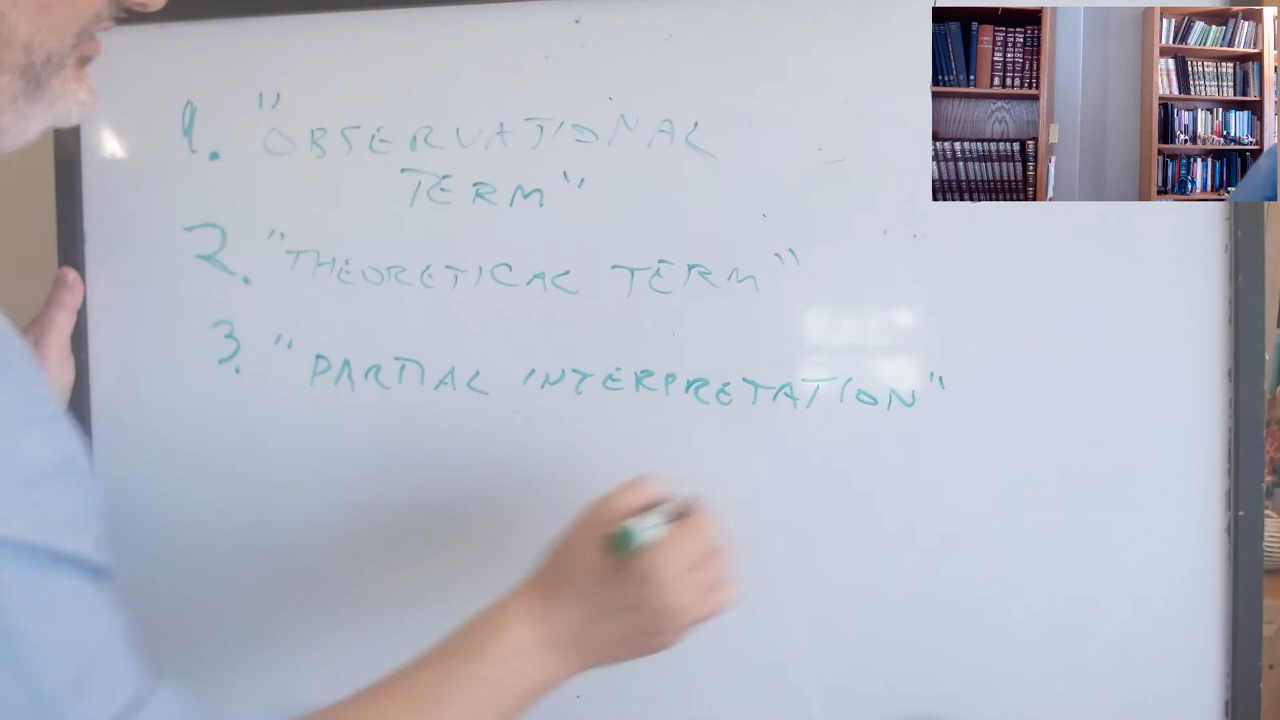 1. "OBSERVATIONAL
TERM"
2. "THEORETICAL TERM"
3. "PARTIAL INTERPRETATION"